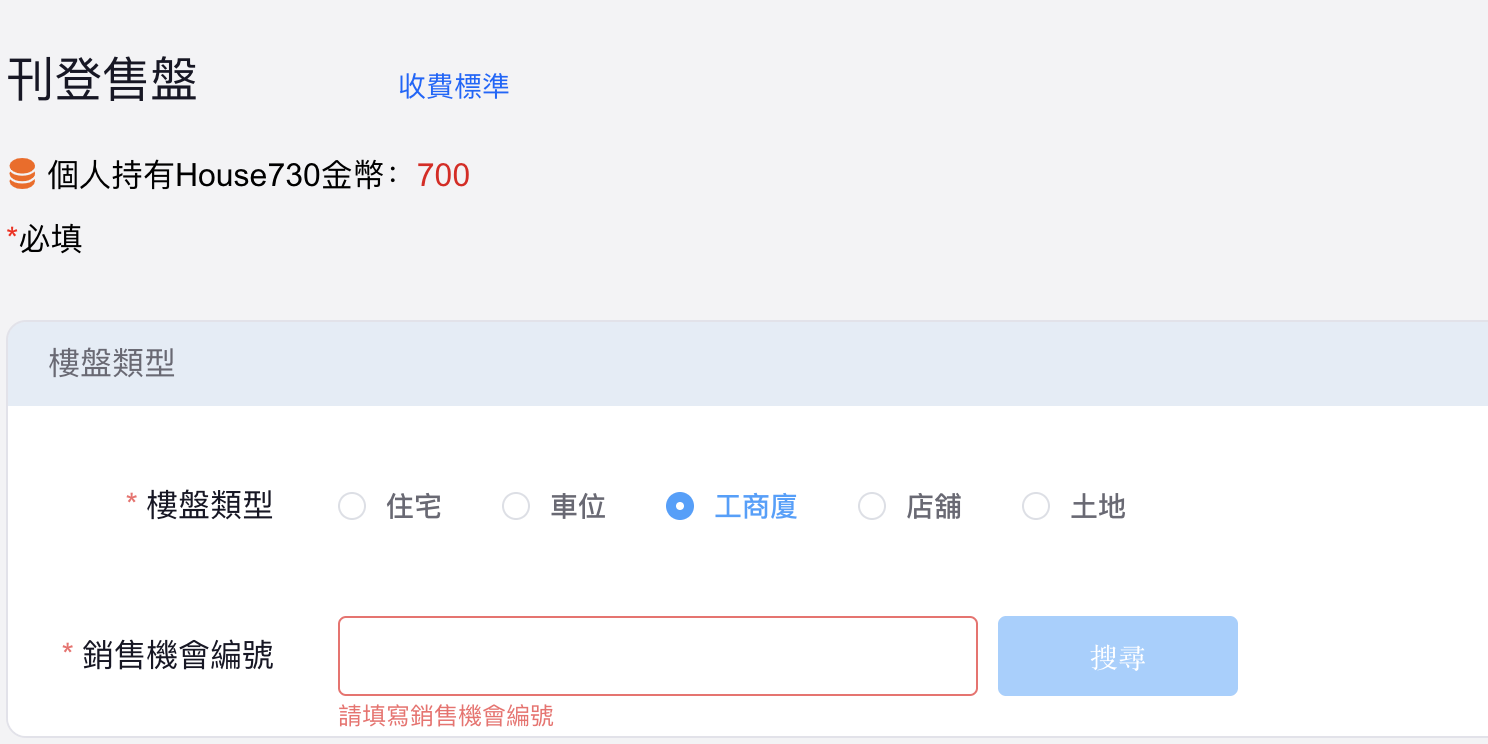 刊登售盤 收費標準
個人持有House730金幣：700
*必填
樓盤類型
* 樓盤類型 住宅 車位 工商廈 店舖 土地
* 銷售機會編號 搜尋
請填寫銷售機會編號